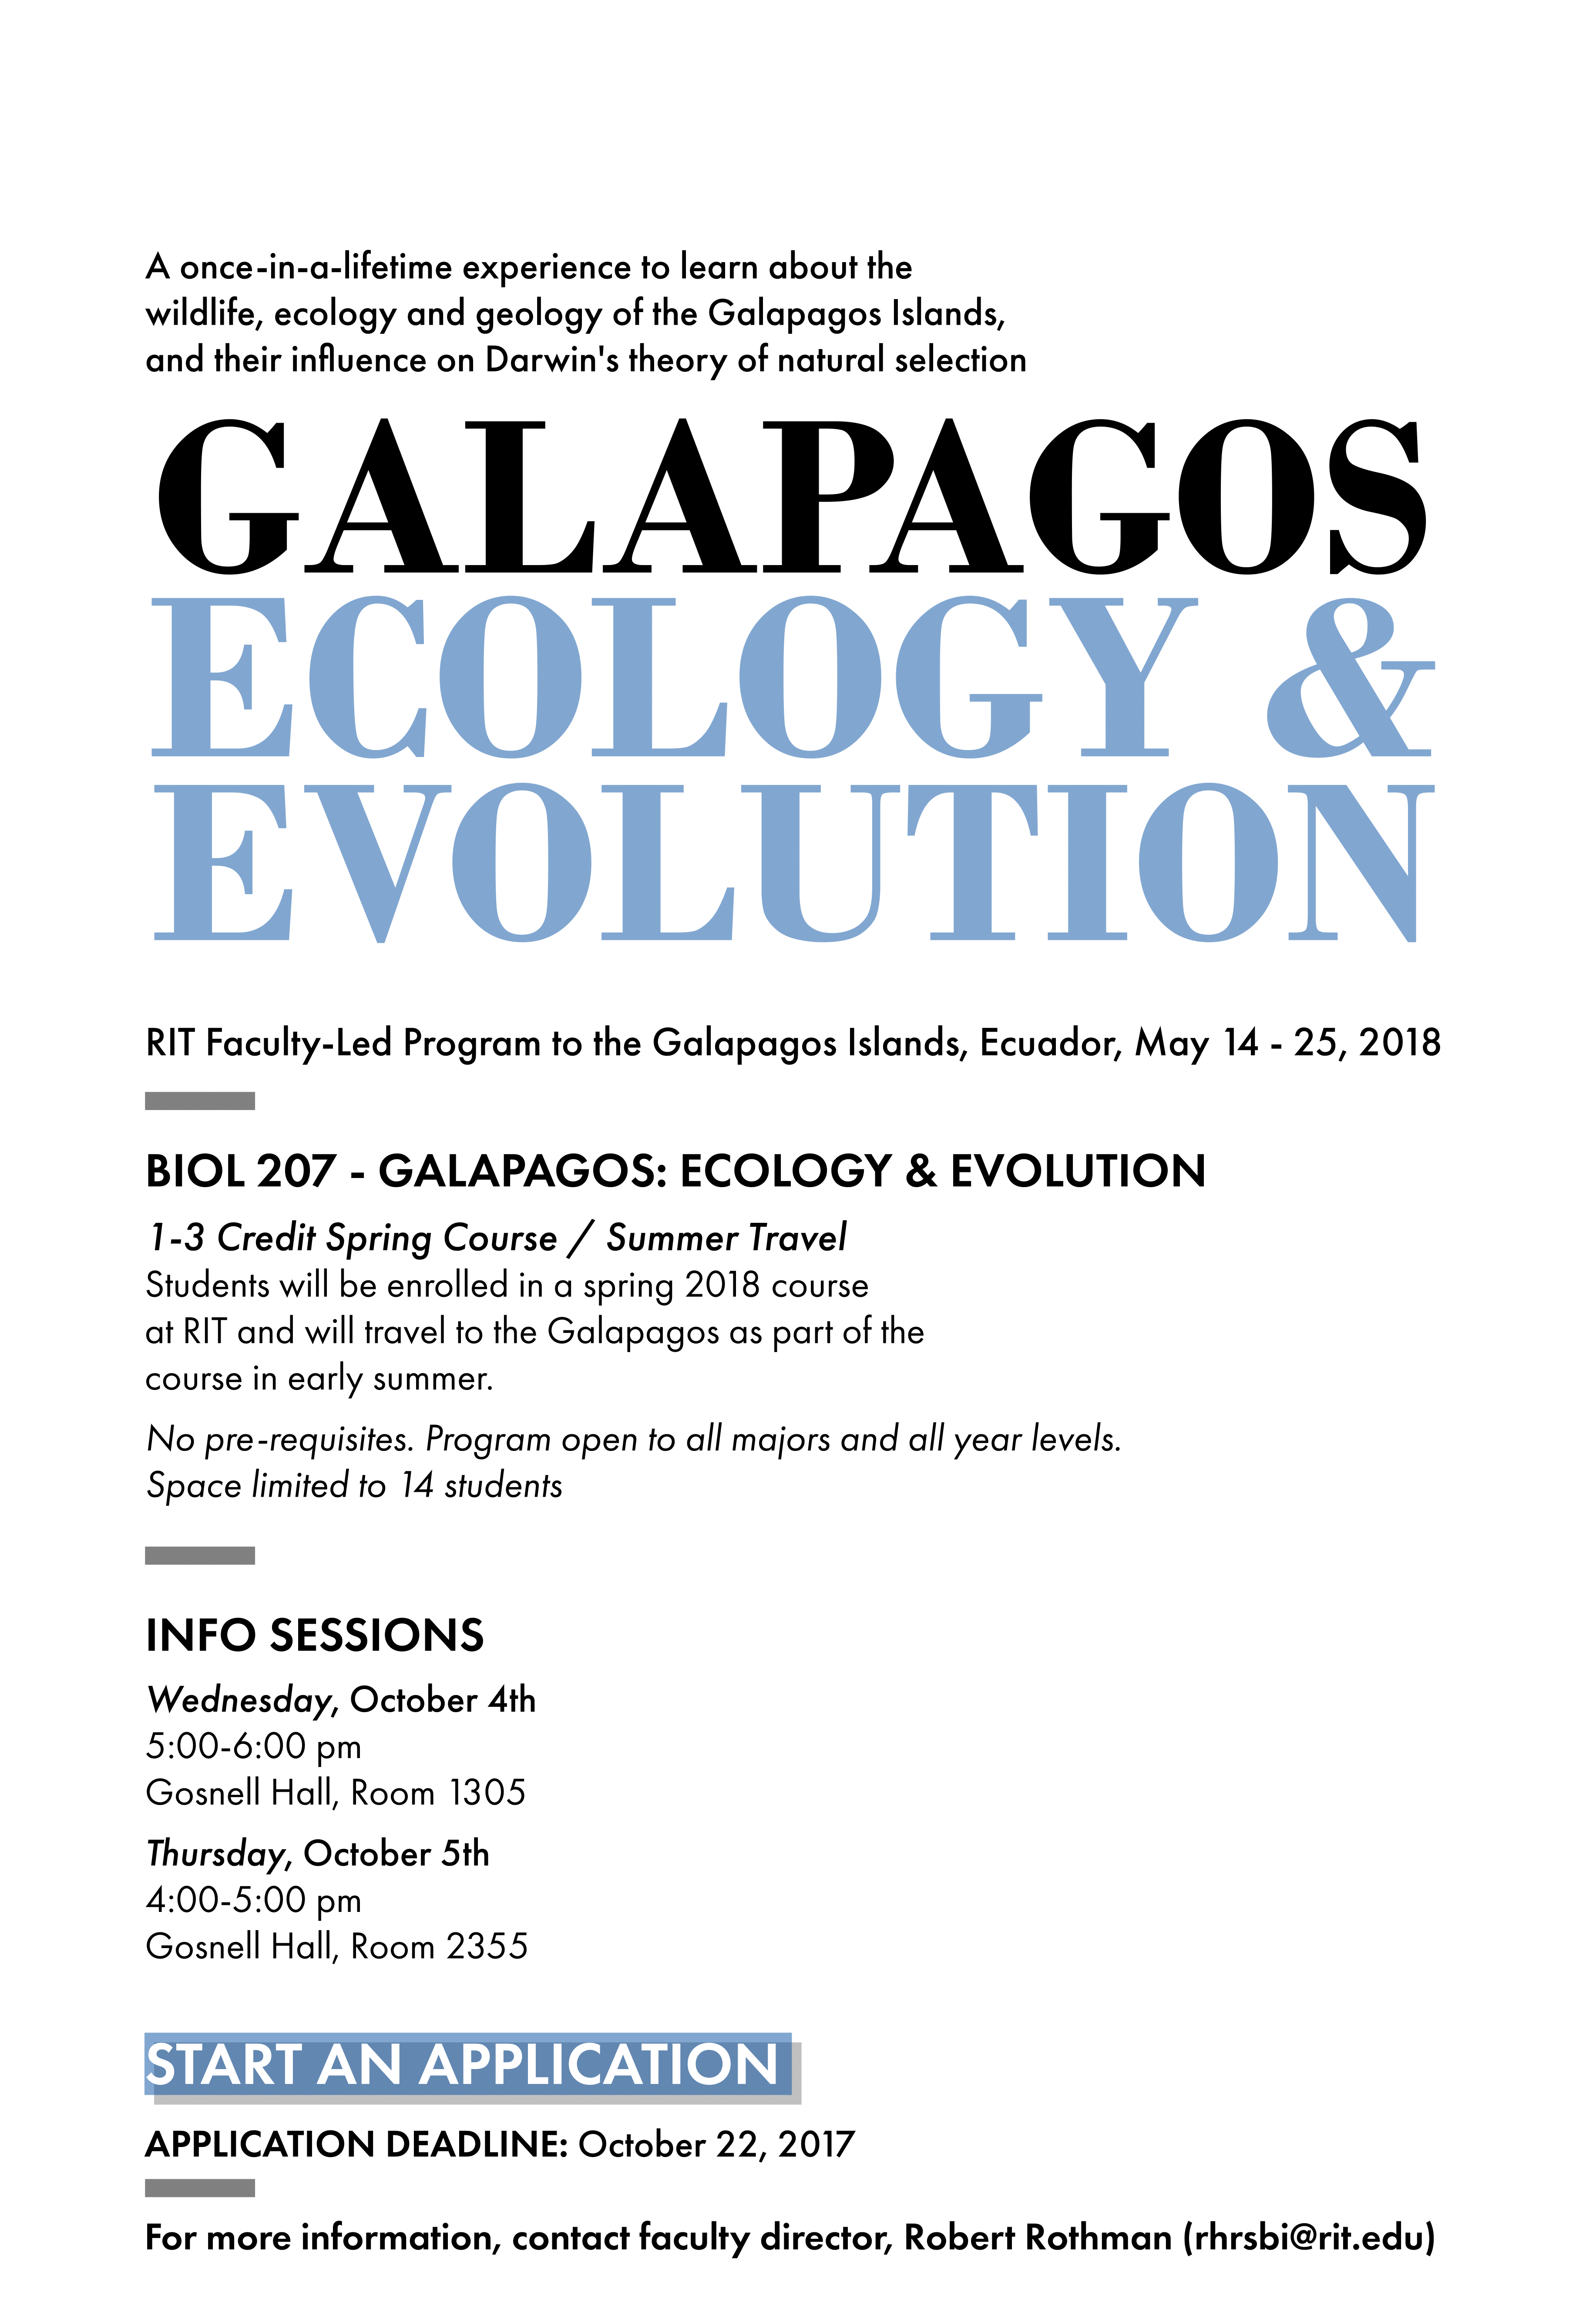 A once-in-a-lifetime experience to learn about the
wildlife, ecology and geology of the Galapagos Islands,
and their influence on Darwin's theory of natural selection
GALAPAGOS
ECOLOGY &
EVOLUTION
RIT Faculty-Led Program to the Galapagos Islands, Ecuador, May 14 - 25, 2018
BIOL 207 - GALAPAGOS: ECOLOGY & EVOLUTION
1-3 Credit Spring Course / Summer Travel
Students will be enrolled in a spring 2018 course
at RIT and will travel to the Galapagos as part of the
course in early summer.
No pre-requisites. Program open to all majors and all year levels.
Space limited to 14 students
INFO SESSIONS
Wednesday, October 4th
5:00-6:00 pm
Gosnell Hall, Room 1305
Thursday, October 5th
4:00-5:00 pm
Gosnell Hall, Room 2355
START AN APPLICATION
APPLICATION DEADLINE: October 22, 2017
For more information, contact faculty director, Robert Rothman (rhrsbi@rit.edu)